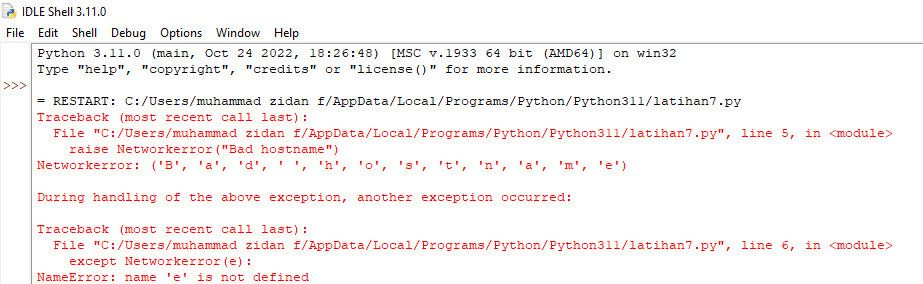 IDLE Shell 3.11.0
File Edit Shell Debug Options Window Help
Python 3.11.0 (main, Oct 24 2022, 18:26:48) [MSC v.1933 64 bit (AMD64)] on win32
Type "help", "copyright", "credits" or "license()" for more information.
>>>
= RESTART: C:/Users/muhammad zidan f/AppData/Local/Programs/Python/Python311/latihan7.py
Traceback (most recent call last):
  File "C:/Users/muhammad zidan f/AppData/Local/Programs/Python/Python311/latihan7.py", line 5, in <module>
    raise Networkerror("Bad hostname")
Networkerror: ('B', 'a', 'd', ' ', 'h', 'o', 's', 't', 'n', 'a', 'm', 'e')
During handling of the above exception, another exception occurred:
Traceback (most recent call last):
  File "C:/Users/muhammad zidan f/AppData/Local/Programs/Python/Python311/latihan7.py", line 6, in <module>
    except Networkerror(e):
NameError: name 'e' is not defined